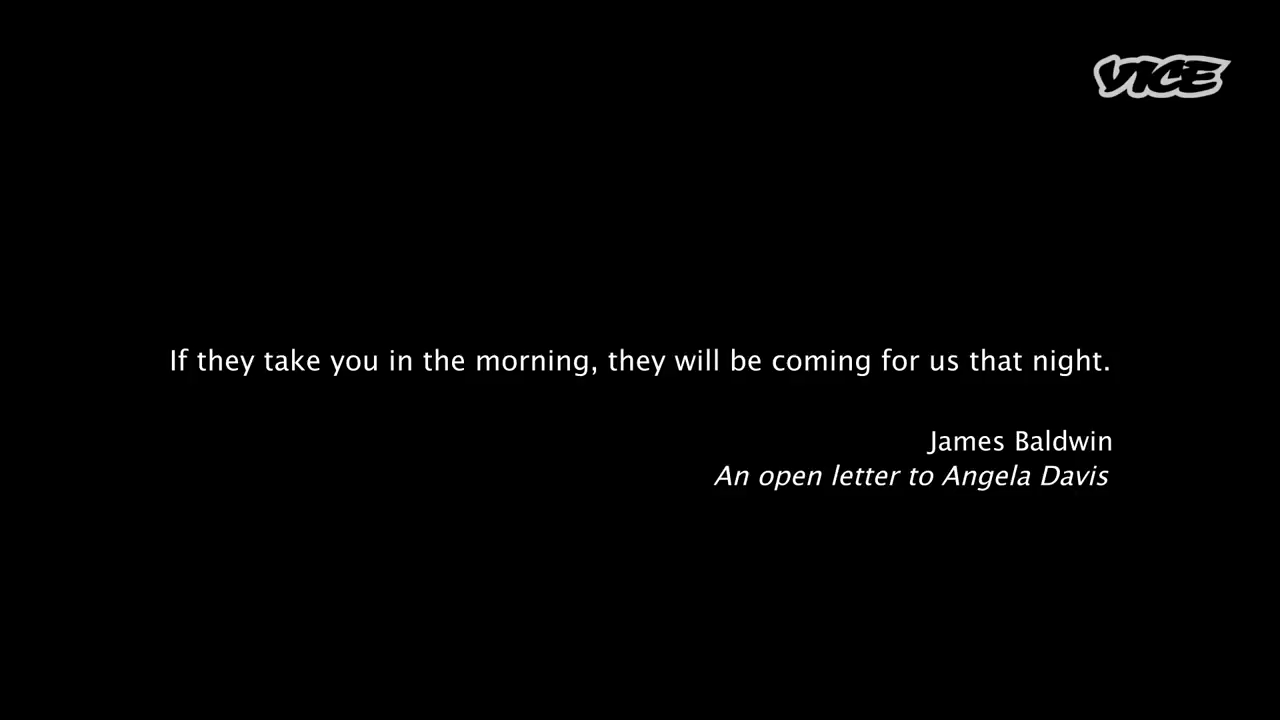 VICE
If they take you in the morning, they will be coming for us that night.
James Baldwin
An open letter to Angela Davis